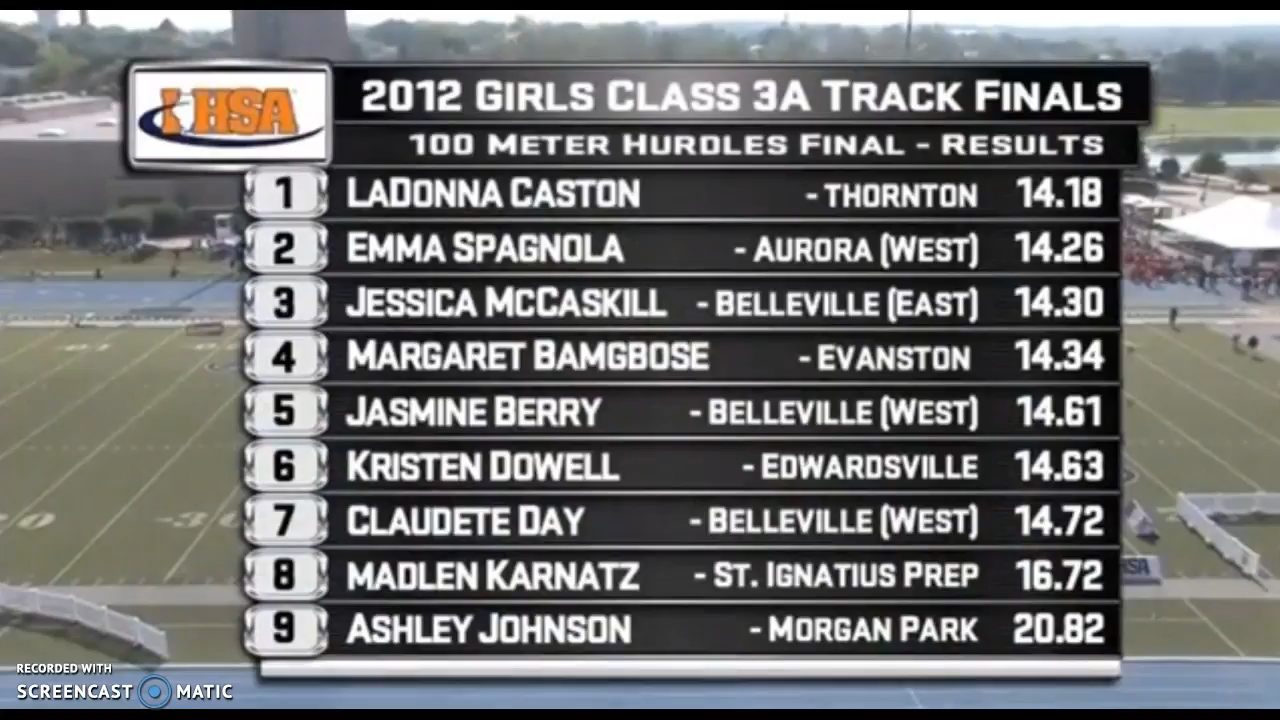 IHSA
2012 GIRLS CLASS 3A TRACK FINALS
100 METER HURDLES FINAL - RESULTS
1 LADONNA CASTON - THORNTON 14.18
2 EMMA SPAGNOLA - AURORA (WEST) 14.26
3 JESSICA MCCASKILL - BELLEVILLE (EAST) 14.30
4 MARGARET BAMGBOSE - EVANSTON 14.34
5 JASMINE BERRY - BELLEVILLE (WEST) 14.61
6 KRISTEN DOWELL - EDWARDSVILLE 14.63
7 CLAUDETE DAY - BELLEVILLE (WEST) 14.72
8 MADLEN KARNATZ - ST. IGNATIUS PREP 16.72
9 ASHLEY JOHNSON - MORGAN PARK 20.82
RECORDED WITH
SCREENCAST O MATIC